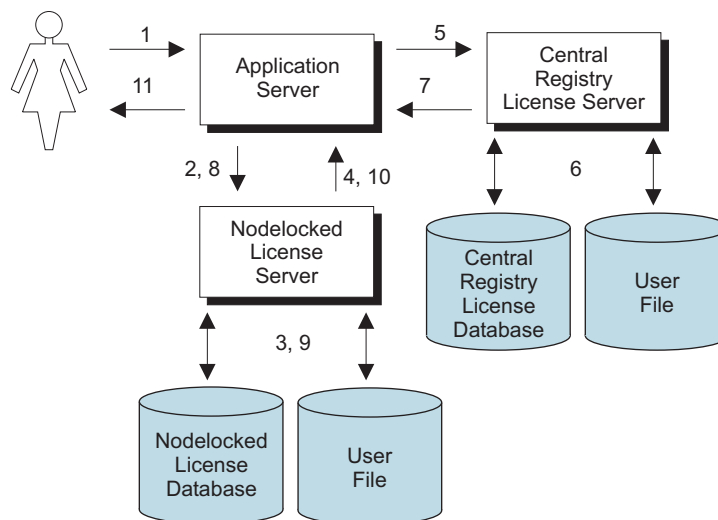 1
11
Application
Server
5
7
Central
Registry
License Server
2, 8
4, 10
6
Nodelocked
License
Server
Central
Registry
License
Database
User
File
3, 9
Nodelocked
License
Database
User
File